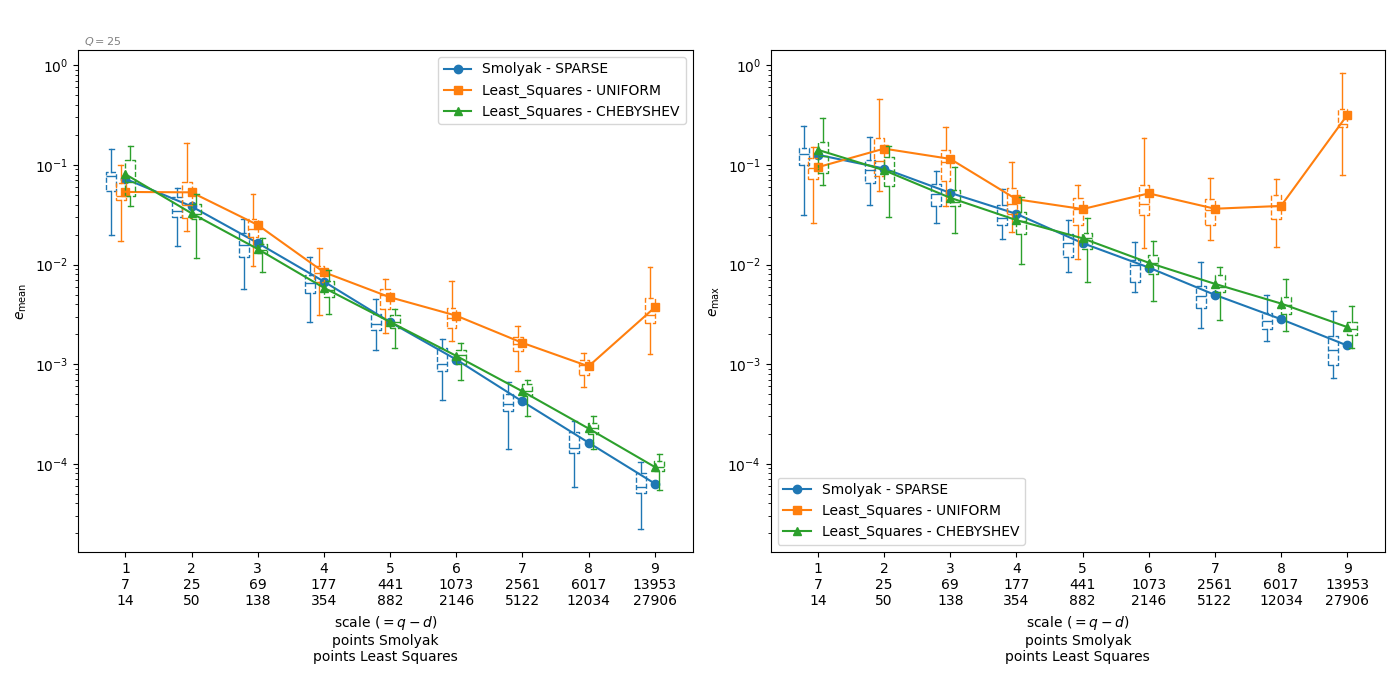 Q = 25
10^0
10^-1
10^-2
10^-3
10^-4
e_mean
Smolyak - SPARSE
Least_Squares - UNIFORM
Least_Squares - CHEBYSHEV
1 2 3 4 5 6 7 8 9
7 25 69 177 441 1073 2561 6017 13953
14 50 138 354 882 2146 5122 12034 27906
scale (= q − d)
points Smolyak
points Least Squares
10^0
10^-1
10^-2
10^-3
10^-4
e_max
Smolyak - SPARSE
Least_Squares - UNIFORM
Least_Squares - CHEBYSHEV
1 2 3 4 5 6 7 8 9
7 25 69 177 441 1073 2561 6017 13953
14 50 138 354 882 2146 5122 12034 27906
scale (= q − d)
points Smolyak
points Least Squares